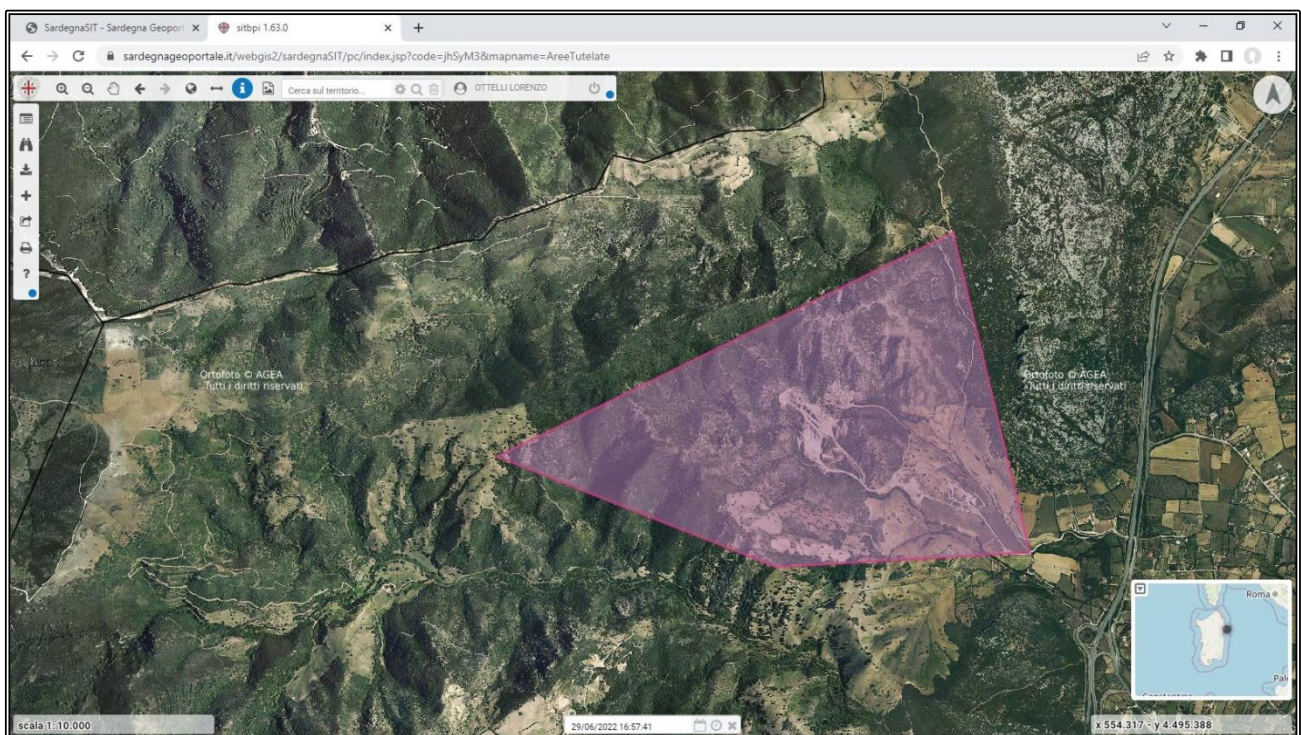 SardegnaSIT - Sardegna Geoport
sitbpi 1.63.0
sardegnageoportale.it/webgis2/sardegnaSIT/pc/index.jsp?code=jhSyM3&mapname=AreeTutelate
Cerca sul territorio...
OTTELLI LORENZO
Ortofoto © AGEA
Tutti i diritti riservati
Ortofoto © AGEA
Tutti i diritti riservati
Roma
Pal
Constantine
scala 1: 10.000
29/06/2022 16:57:41
x 554.317 - y 4.495.388